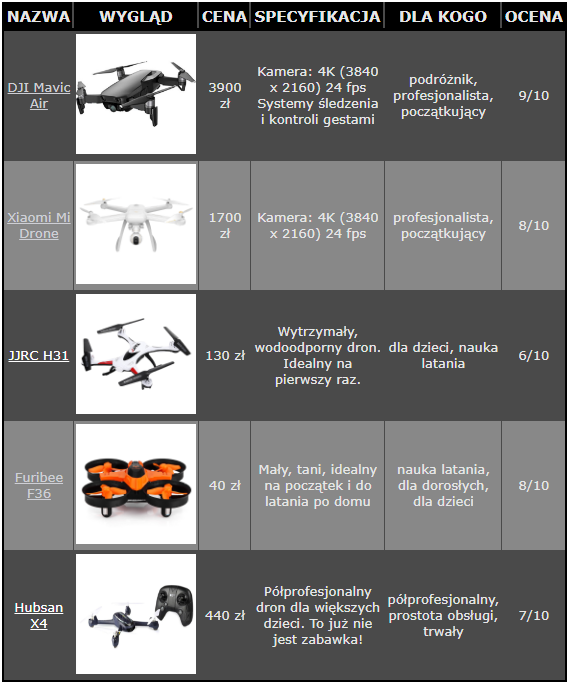 NAZWA WYGLĄD CENA SPECYFIKACJA DLA KOGO OCENA
DJI Mavic
Air
3900
zł
Kamera: 4K (3840
x 2160) 24 fps
Systemy śledzenia
i kontroli gestami
podróżnik,
profesjonalista,
początkujący
9/10
Xiaomi Mi
Drone
1700
zł
Kamera: 4K (3840
x 2160) 24 fps
profesjonalista,
początkujący
8/10
JJRC H31
130 zł
Wytrzymały,
wodoodporny dron.
Idealny na
pierwszy raz.
dla dzieci, nauka
latania
6/10
Furibee
F36
40 zł
Mały, tani, idealny
na początek i do
latania po domu
nauka latania,
dla dorosłych,
dla dzieci
8/10
Hubsan
X4
440 zł
Półprofesjonalny
dron dla większych
dzieci. To już nie
jest zabawka!
półprofesjonalny,
prostota obsługi,
trwały
7/10